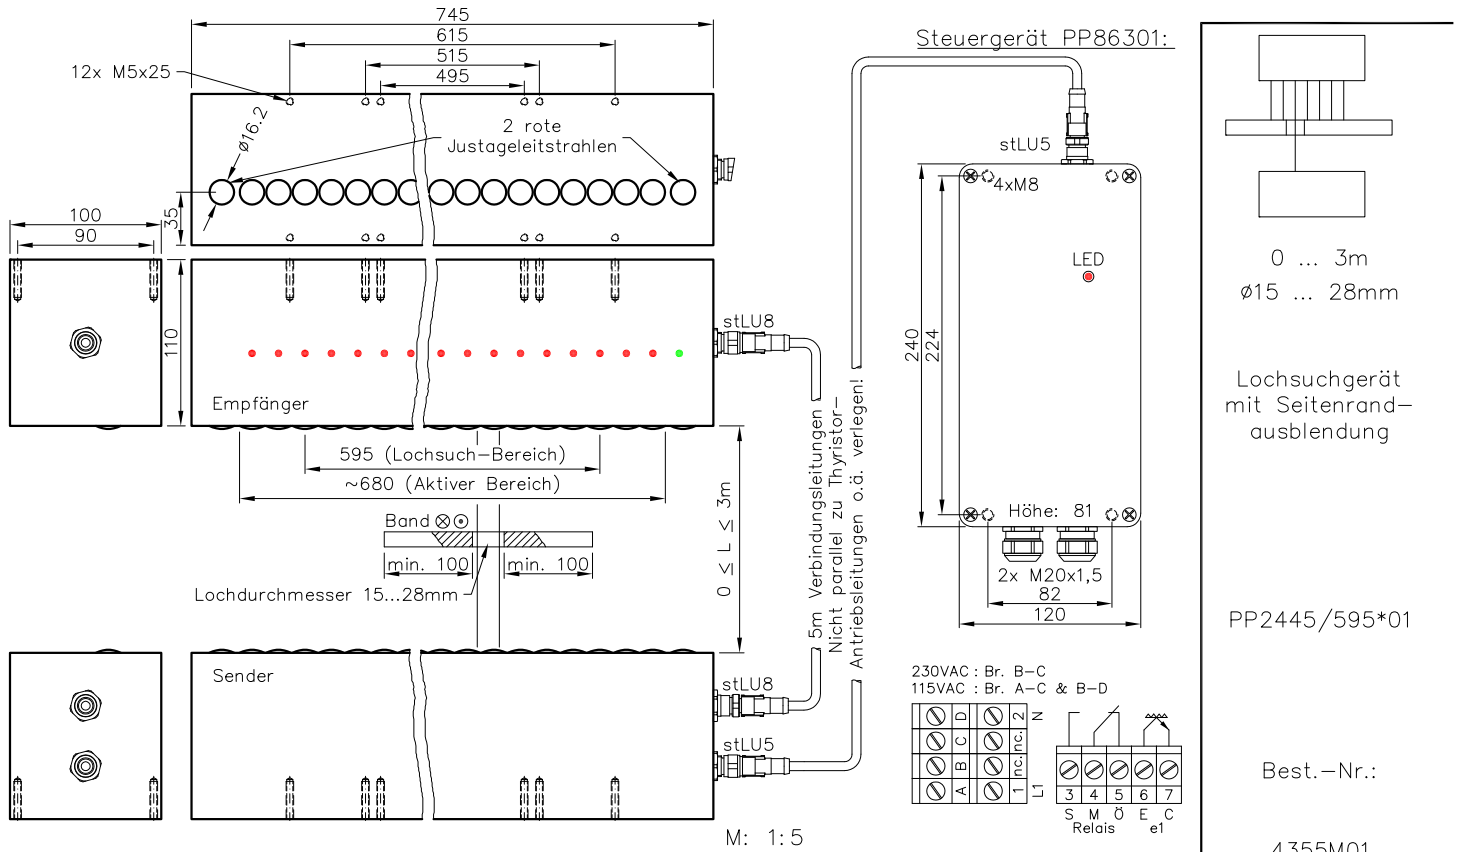 745
615
515
495
12x M5x25
ø16.2
2 rote
Justageleitstrahlen
35
100
90
110
Empfänger
stLU8
595 (Lochsuch-Bereich)
~680 (Aktiver Bereich)
Band
min. 100
min. 100
Lochdurchmesser 15...28mm
0 ≤ L ≤ 3m
Sender
stLU8
stLU5
5m Verbindungsleitungen
Nicht parallel zu Thyristor-
Antriebsleitungen o.ä. verlegen!
M: 1:5
Steuergerät PP86301:
stLU5
4xM8
LED
240
224
Höhe: 81
2x M20x1,5
82
120
230VAC : Br. B-C
115VAC : Br. A-C & B-D
D 2 N
C nc.
B nc.
A 1 L1
3 4 5 6 7
S M Ö E C
Relais e1
0 ... 3m
ø15 ... 28mm
Lochsuchgerät
mit Seitenrand-
ausblendung
PP2445/595*01
Best.-Nr.:
4355M01